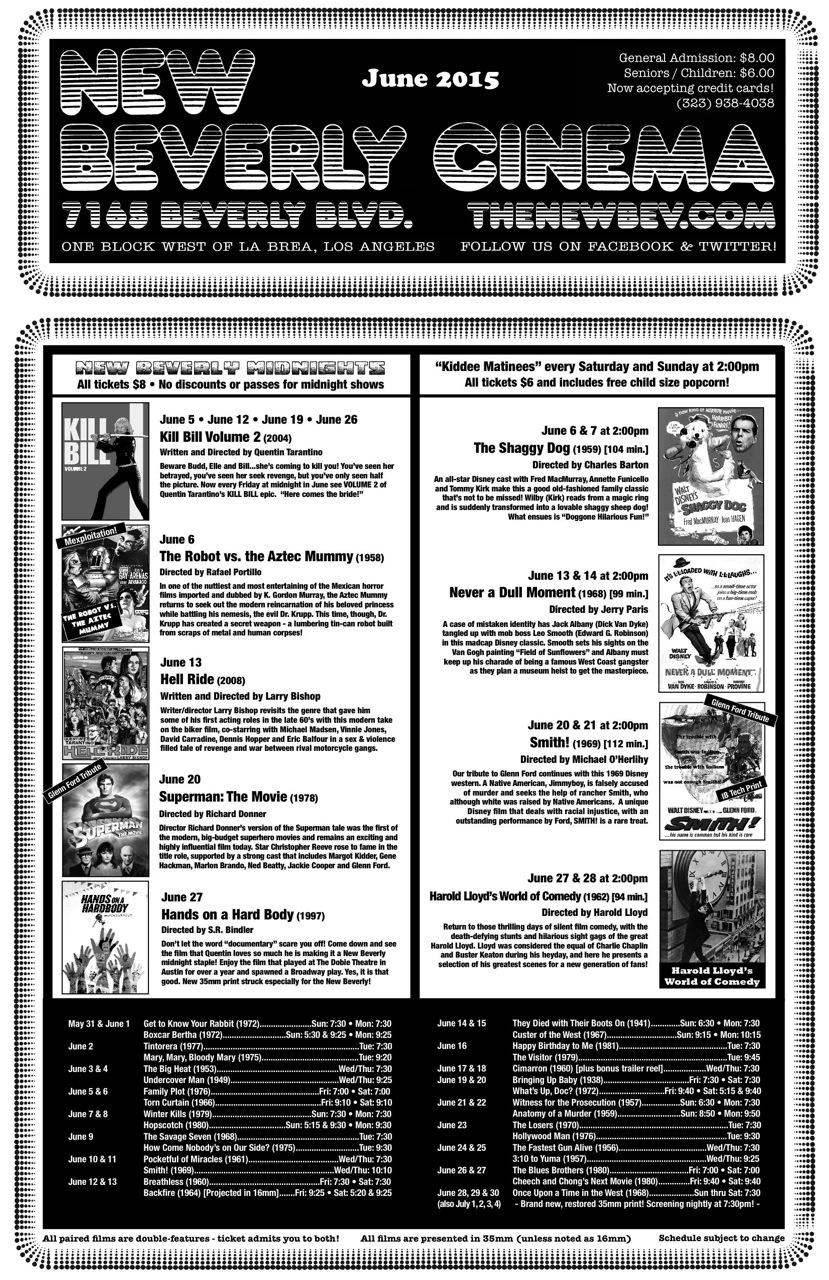 NEW
BEVERLY CINEMA
June 2015
General Admission: $8.00
Seniors / Children: $6.00
Now accepting credit cards!
(323) 938-4038
7165 BEVERLY BLVD.
THENEWBEV.COM
ONE BLOCK WEST OF LA BREA, LOS ANGELES
FOLLOW US ON FACEBOOK & TWITTER!
NEW BEVERLY MIDNIGHTS
All tickets $8 • No discounts or passes for midnight shows
KILL
BILL
VOLUME 2
June 5 • June 12 • June 19 • June 26
Kill Bill Volume 2 (2004)
Written and Directed by Quentin Tarantino
Beware Budd, Elle and Bill...she's coming to kill you! You've seen her
betrayed, you've seen her seek revenge, but you've only seen half
the picture. Now every Friday at midnight in June see VOLUME 2 of
Quentin Tarantino's KILL BILL epic. “Here comes the bride!”
Mexploitation!
THE ROBOT VS.
THE AZTEC
MUMMY
June 6
The Robot vs. the Aztec Mummy (1958)
Directed by Rafael Portillo
In one of the nuttiest and most entertaining of the Mexican horror
films imported and dubbed by K. Gordon Murray, the Aztec Mummy
returns to seek out the modern reincarnation of his beloved princess
while battling his nemesis, the evil Dr. Krupp. This time, though, Dr.
Krupp has created a secret weapon - a lumbering tin-can robot built
from scraps of metal and human corpses!
HELL RIDE
June 13
Hell Ride (2008)
Written and Directed by Larry Bishop
Writer/director Larry Bishop revisits the genre that gave him
some of his first acting roles in the late 60's with this modern take
on the biker film, co-starring with Michael Madsen, Vinnie Jones,
David Carradine, Dennis Hopper and Eric Balfour in a sex & violence
filled tale of revenge and war between rival motorcycle gangs.
Glenn Ford Tribute
SUPERMAN
THE MOVIE
June 20
Superman: The Movie (1978)
Directed by Richard Donner
Director Richard Donner's version of the Superman tale was the first of
the modern, big-budget superhero movies and remains an exciting and
highly influential film today. Star Christopher Reeve rose to fame in the
title role, supported by a strong cast that includes Margot Kidder, Gene
Hackman, Marlon Brando, Ned Beatty, Jackie Cooper and Glenn Ford.
HANDS ON A
HARDBODY
June 27
Hands on a Hard Body (1997)
Directed by S.R. Bindler
Don't let the word “documentary” scare you off! Come down and see
the film that Quentin loves so much he is making it a New Beverly
midnight staple! Enjoy the film that played at The Dobie Theatre in
Austin for over a year and spawned a Broadway play. Yes, it is that
good. New 35mm print struck especially for the New Beverly!
“Kiddee Matinees” every Saturday and Sunday at 2:00pm
All tickets $6 and includes free child size popcorn!
June 6 & 7 at 2:00pm
The Shaggy Dog (1959) [104 min.]
Directed by Charles Barton
An all-star Disney cast with Fred MacMurray, Annette Funicello
and Tommy Kirk make this a good old-fashioned family classic
that's not to be missed! Wilby (Kirk) reads from a magic ring
and is suddenly transformed into a lovable shaggy sheep dog!
What ensues is “Doggone Hilarious Fun!”
WALT
DISNEY'S
SHAGGY DOG
Fred MacMURRAY Jean HAGEN
June 13 & 14 at 2:00pm
Never a Dull Moment (1968) [99 min.]
Directed by Jerry Paris
A case of mistaken identity has Jack Albany (Dick Van Dyke)
tangled up with mob boss Leo Smooth (Edward G. Robinson)
in this madcap Disney classic. Smooth sets his sights on the
Van Gogh painting “Field of Sunflowers” and Albany must
keep up his charade of being a famous West Coast gangster
as they plan a museum heist to get the masterpiece.
IT'S L-L-LOADED WITH L-L-LAUGHS...
WALT
DISNEY
NEVER A DULL MOMENT
VAN DYKE · ROBINSON · PROVINE
June 20 & 21 at 2:00pm
Smith! (1969) [112 min.]
Directed by Michael O'Herlihy
Our tribute to Glenn Ford continues with this 1969 Disney
western. A Native American, Jimmyboy, is falsely accused
of murder and seeks the help of rancher Smith, who
although white was raised by Native Americans. A unique
Disney film that deals with racial injustice, with an
outstanding performance by Ford, SMITH! is a rare treat.
Glenn Ford Tribute
IB Tech Print
WALT DISNEY GLENN FORD
SMITH!
...his name is common but his kind is rare
June 27 & 28 at 2:00pm
Harold Lloyd's World of Comedy (1962) [94 min.]
Directed by Harold Lloyd
Return to those thrilling days of silent film comedy, with the
death-defying stunts and hilarious sight gags of the great
Harold Lloyd. Lloyd was considered the equal of Charlie Chaplin
and Buster Keaton during his heyday, and here he presents a
selection of his greatest scenes for a new generation of fans!
Harold Lloyd's
World of Comedy
May 31 & June 1 Get to Know Your Rabbit (1972)......Sun: 7:30 • Mon: 7:30
Boxcar Bertha (1972)......Sun: 5:30 & 9:25 • Mon: 9:25
June 2 Tintorera (1977)......Tue: 7:30
Mary, Mary, Bloody Mary (1975)......Tue: 9:20
June 3 & 4 The Big Heat (1953)......Wed/Thu: 7:30
Undercover Man (1949)......Wed/Thu: 9:25
June 5 & 6 Family Plot (1976)......Fri: 7:00 • Sat: 7:00
Torn Curtain (1966)......Fri: 9:10 • Sat: 9:10
June 7 & 8 Winter Kills (1979)......Sun: 7:30 • Mon: 7:30
Hopscotch (1980)......Sun: 5:15 & 9:30 • Mon: 9:30
June 9 The Savage Seven (1968)......Tue: 7:30
How Come Nobody's on Our Side? (1975)......Tue: 9:30
June 10 & 11 Pocketful of Miracles (1961)......Wed/Thu: 7:30
Smith! (1969)......Wed/Thu: 10:10
June 12 & 13 Breathless (1960)......Fri: 7:30 • Sat: 7:30
Backfire (1964) [Projected in 16mm]......Fri: 9:25 • Sat: 5:20 & 9:25
June 14 & 15 They Died with Their Boots On (1941)......Sun: 6:30 • Mon: 7:30
Custer of the West (1967)......Sun: 9:15 • Mon: 10:15
June 16 Happy Birthday to Me (1981)......Tue: 7:30
The Visitor (1979)......Tue: 9:45
June 17 & 18 Cimarron (1960) [plus bonus trailer reel]......Wed/Thu: 7:30
June 19 & 20 Bringing Up Baby (1938)......Fri: 7:30 • Sat: 7:30
What's Up, Doc? (1972)......Fri: 9:40 • Sat: 5:15 & 9:40
June 21 & 22 Witness for the Prosecution (1957)......Sun: 6:30 • Mon: 7:30
Anatomy of a Murder (1959)......Sun: 8:50 • Mon: 9:50
June 23 The Losers (1970)......Tue: 7:30
Hollywood Man (1976)......Tue: 9:30
June 24 & 25 The Fastest Gun Alive (1956)......Wed/Thu: 7:30
3:10 to Yuma (1957)......Wed/Thu: 9:25
June 26 & 27 The Blues Brothers (1980)......Fri: 7:00 • Sat: 7:00
Cheech and Chong's Next Movie (1980)......Fri: 9:40 • Sat: 9:40
June 28, 29 & 30 Once Upon a Time in the West (1968)......Sun thru Sat: 7:30
(also July 1, 2, 3, 4) - Brand new, restored 35mm print! Screening nightly at 7:30pm! -
All paired films are double-features - ticket admits you to both!
All films are presented in 35mm (unless noted as 16mm)
Schedule subject to change